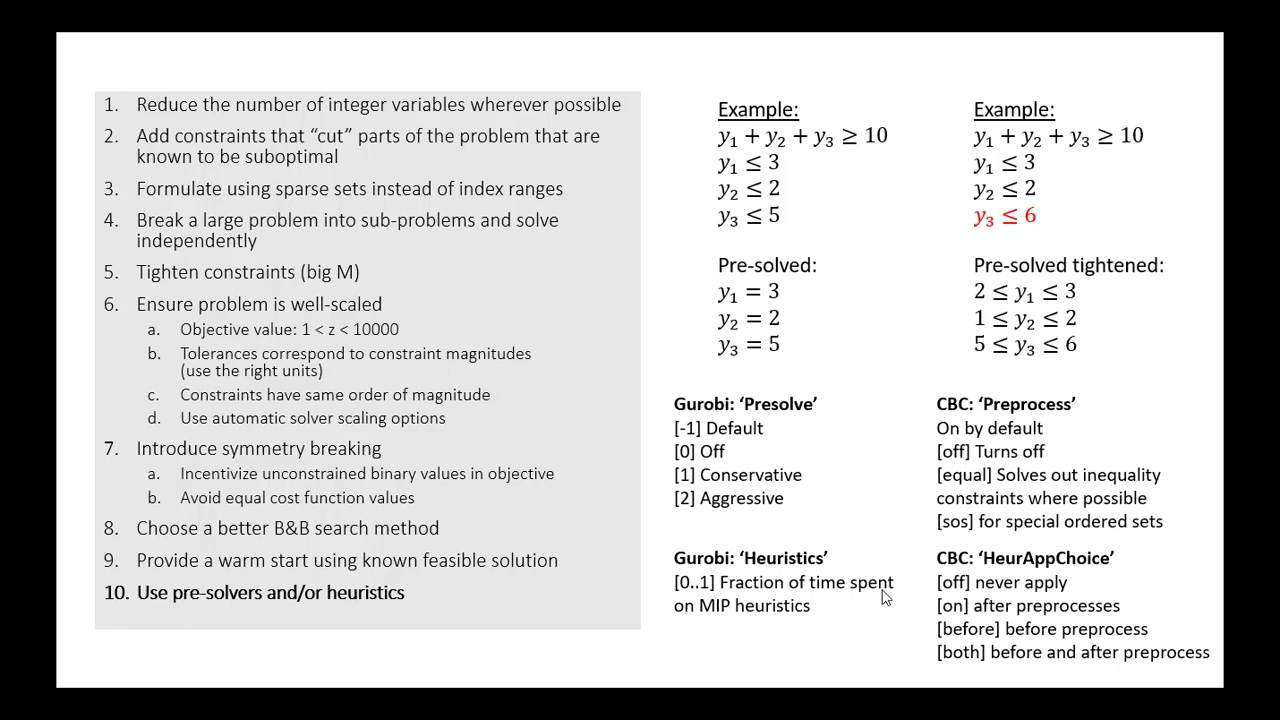 1. Reduce the number of integer variables wherever possible
2. Add constraints that “cut” parts of the problem that are
known to be suboptimal
3. Formulate using sparse sets instead of index ranges
4. Break a large problem into sub-problems and solve
independently
5. Tighten constraints (big M)
6. Ensure problem is well-scaled
a. Objective value: 1 < z < 10000
b. Tolerances correspond to constraint magnitudes
(use the right units)
c. Constraints have same order of magnitude
d. Use automatic solver scaling options
7. Introduce symmetry breaking
a. Incentivize unconstrained binary values in objective
b. Avoid equal cost function values
8. Choose a better B&B search method
9. Provide a warm start using known feasible solution
10. Use pre-solvers and/or heuristics
Example:
y₁ + y₂ + y₃ ≥ 10
y₁ ≤ 3
y₂ ≤ 2
y₃ ≤ 5
Pre-solved:
y₁ = 3
y₂ = 2
y₃ = 5
Example:
y₁ + y₂ + y₃ ≥ 10
y₁ ≤ 3
y₂ ≤ 2
y₃ ≤ 6
Pre-solved tightened:
2 ≤ y₁ ≤ 3
1 ≤ y₂ ≤ 2
5 ≤ y₃ ≤ 6
Gurobi: ‘Presolve’
[-1] Default
[0] Off
[1] Conservative
[2] Aggressive
CBC: ‘Preprocess’
On by default
[off] Turns off
[equal] Solves out inequality
constraints where possible
[sos] for special ordered sets
Gurobi: ‘Heuristics’
[0..1] Fraction of time spent
on MIP heuristics
CBC: ‘HeurAppChoice’
[off] never apply
[on] after preprocesses
[before] before preprocess
[both] before and after preprocess